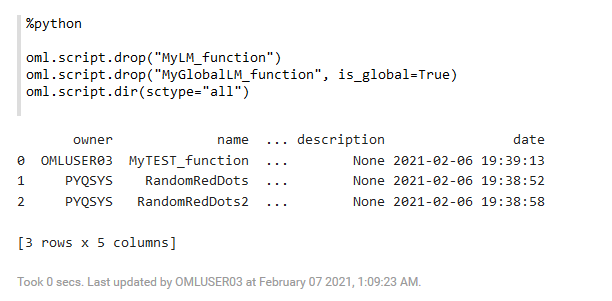 %python
oml.script.drop("MyLM_function")
oml.script.drop("MyGlobalLM_function", is_global=True)
oml.script.dir(sctype="all")
owner name ... description date
0 OMLUSER03 MyTEST_function ... None 2021-02-06 19:39:13
1 PYQSYS RandomRedDots ... None 2021-02-06 19:38:52
2 PYQSYS RandomRedDots2 ... None 2021-02-06 19:38:58
[3 rows x 5 columns]
Took 0 secs. Last updated by OMLUSER03 at February 07 2021, 1:09:23 AM.